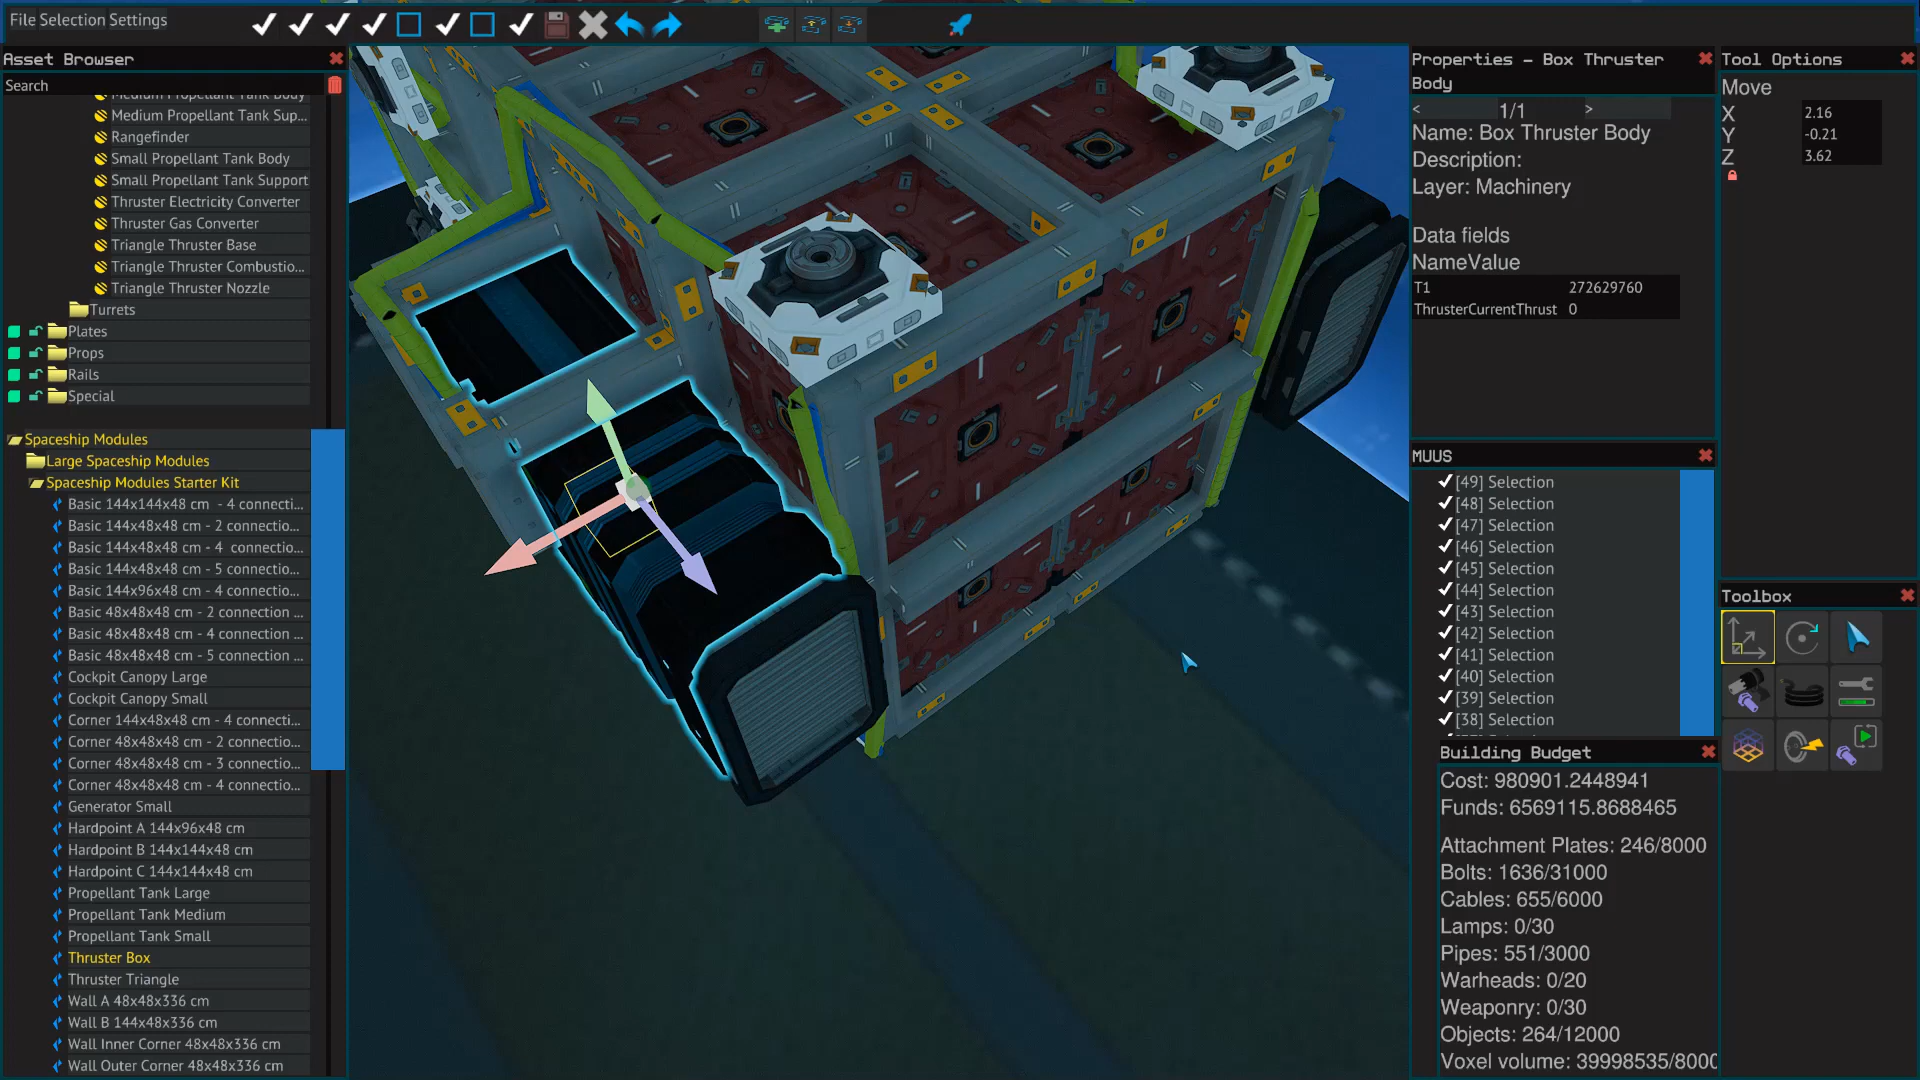 File Selection Settings
Asset Browser
Search
Medium Propellant Tank Body
Medium Propellant Tank Sup...
Rangefinder
Small Propellant Tank Body
Small Propellant Tank Support
Thruster Electricity Converter
Thruster Gas Converter
Triangle Thruster Base
Triangle Thruster Combustio...
Triangle Thruster Nozzle
Turrets
Plates
Props
Rails
Special
Spaceship Modules
Large Spaceship Modules
Spaceship Modules Starter Kit
Basic 144x144x48 cm - 4 connecti...
Basic 144x48x48 cm - 2 connectio...
Basic 144x48x48 cm - 4 connectio...
Basic 144x48x48 cm - 5 connectio...
Basic 144x96x48 cm - 4 connectio...
Basic 48x48x48 cm - 2 connection ...
Basic 48x48x48 cm - 4 connection ...
Basic 48x48x48 cm - 5 connection ...
Cockpit Canopy Large
Cockpit Canopy Small
Corner 144x48x48 cm - 4 connecti...
Corner 48x48x48 cm - 2 connectio...
Corner 48x48x48 cm - 3 connectio...
Corner 48x48x48 cm - 4 connectio...
Generator Small
Hardpoint A 144x96x48 cm
Hardpoint B 144x144x48 cm
Hardpoint C 144x144x48 cm
Propellant Tank Large
Propellant Tank Medium
Propellant Tank Small
Thruster Box
Thruster Triangle
Wall A 48x48x336 cm
Wall B 144x48x336 cm
Wall Inner Corner 48x48x336 cm
Wall Outer Corner 48x48x336 cm
Properties - Box Thruster
Body
< 1/1 >
Name: Box Thruster Body
Description:
Layer: Machinery
Data fields
NameValue
T1 272629760
ThrusterCurrentThrust 0
MUUS
[49] Selection
[48] Selection
[47] Selection
[46] Selection
[45] Selection
[44] Selection
[43] Selection
[42] Selection
[41] Selection
[40] Selection
[39] Selection
[38] Selection
Building Budget
Cost: 980901.2448941
Funds: 6569115.8688465
Attachment Plates: 246/8000
Bolts: 1636/31000
Cables: 655/6000
Lamps: 0/30
Pipes: 551/3000
Warheads: 0/20
Weaponry: 0/30
Objects: 264/12000
Voxel volume: 39998535/8000
Tool Options
Move
X 2.16
Y -0.21
Z 3.62
Toolbox